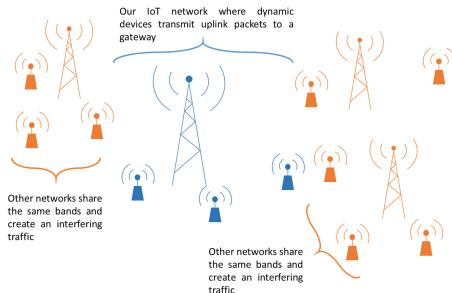 Our IoT network where dynamic
devices transmit uplink packets to a
gateway
Other networks share
the same bands and
create an interfering
traffic
Other networks share
the same bands and
create an interfering
traffic